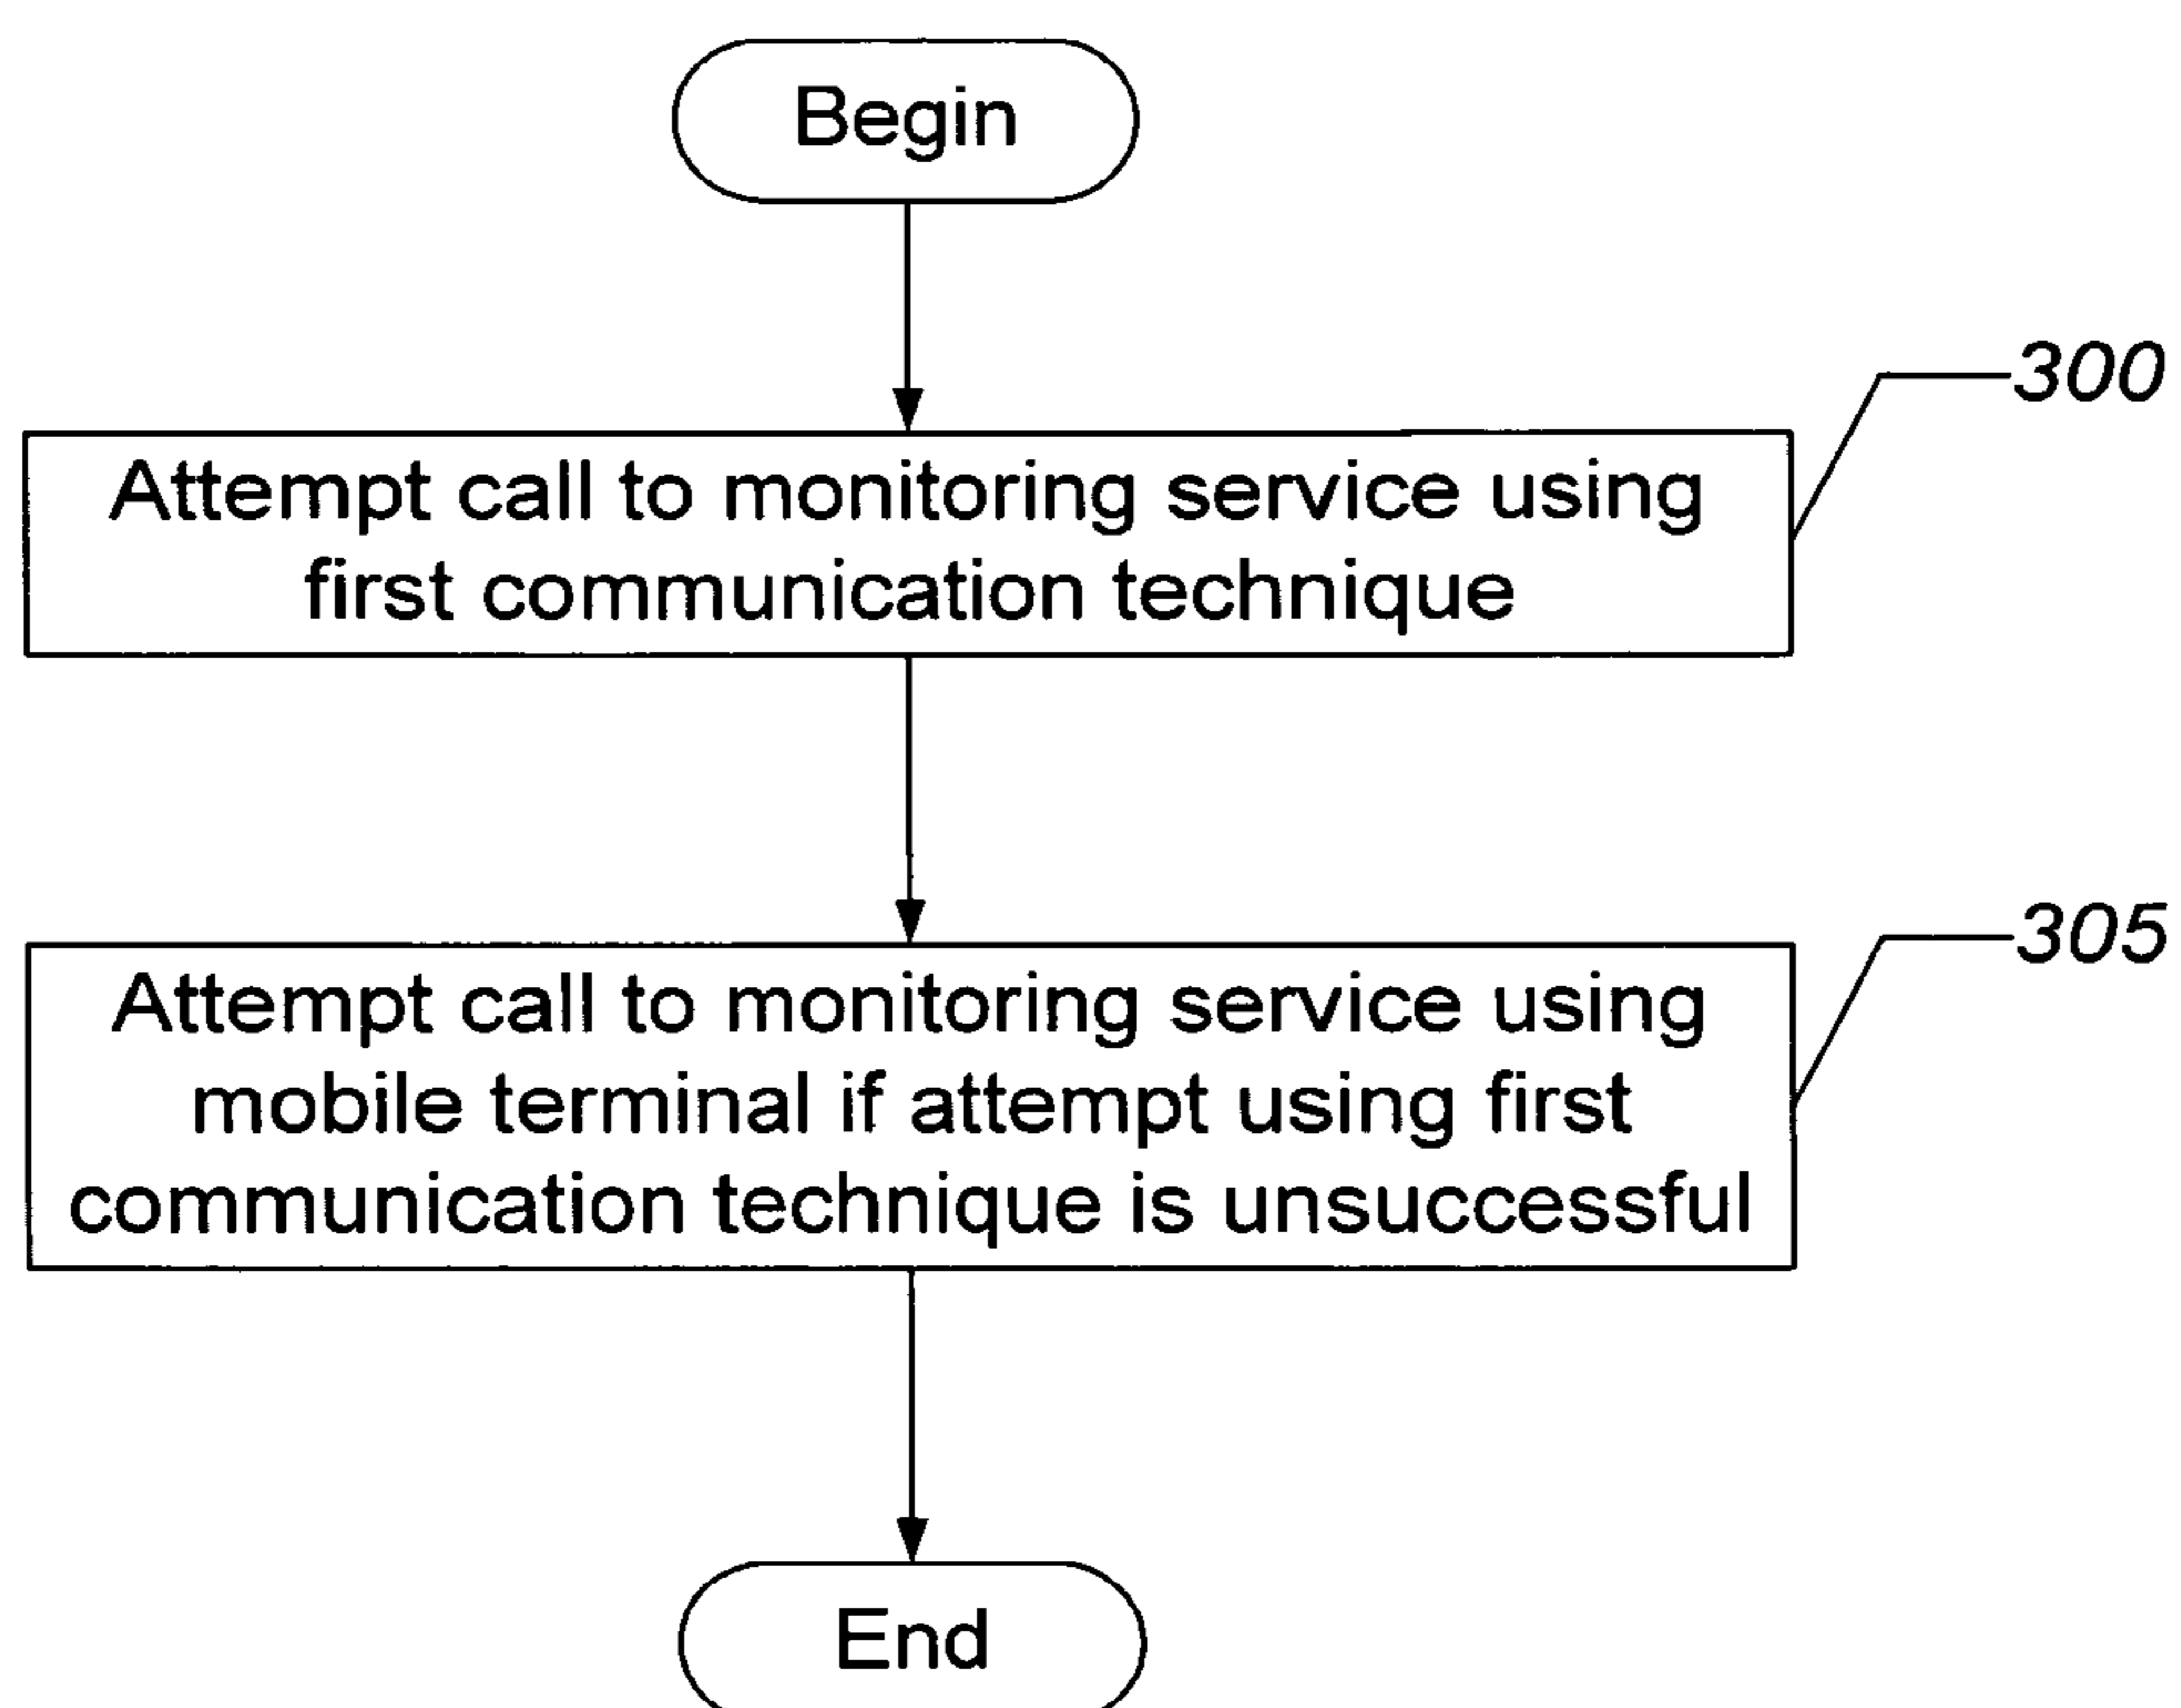 Begin
300
Attempt call to monitoring service using
first communication technique
305
Attempt call to monitoring service using
mobile terminal if attempt using first
communication technique is unsuccessful
End